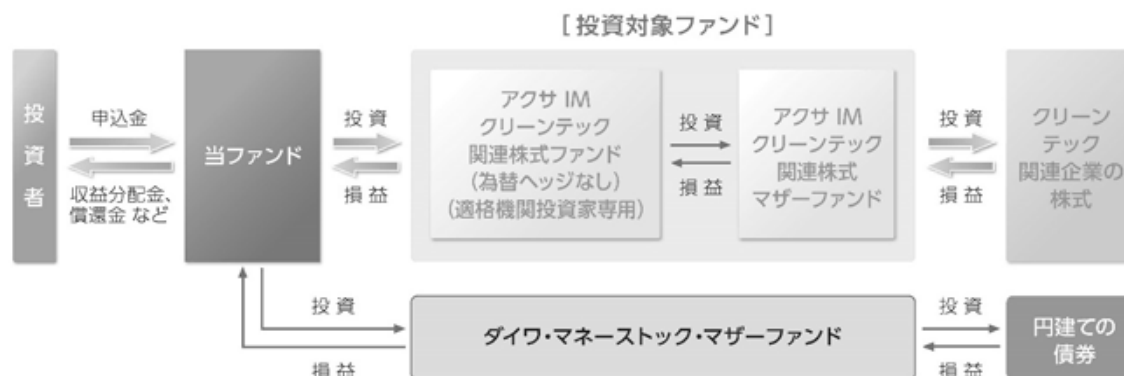 [投資対象ファンド]
投資者
申込金
収益分配金、
償還金 など
当ファンド
投 資
損 益
アクサ IM
クリーンテック
関連株式ファンド
(為替ヘッジなし)
(適格機関投資家専用)
投 資
損 益
アクサ IM
クリーンテック
関連株式
マザーファンド
投 資
損 益
クリーン
テック
関連企業の
株式
投 資
損 益
ダイワ・マネーストック・マザーファンド
投 資
損 益
円建ての
債券